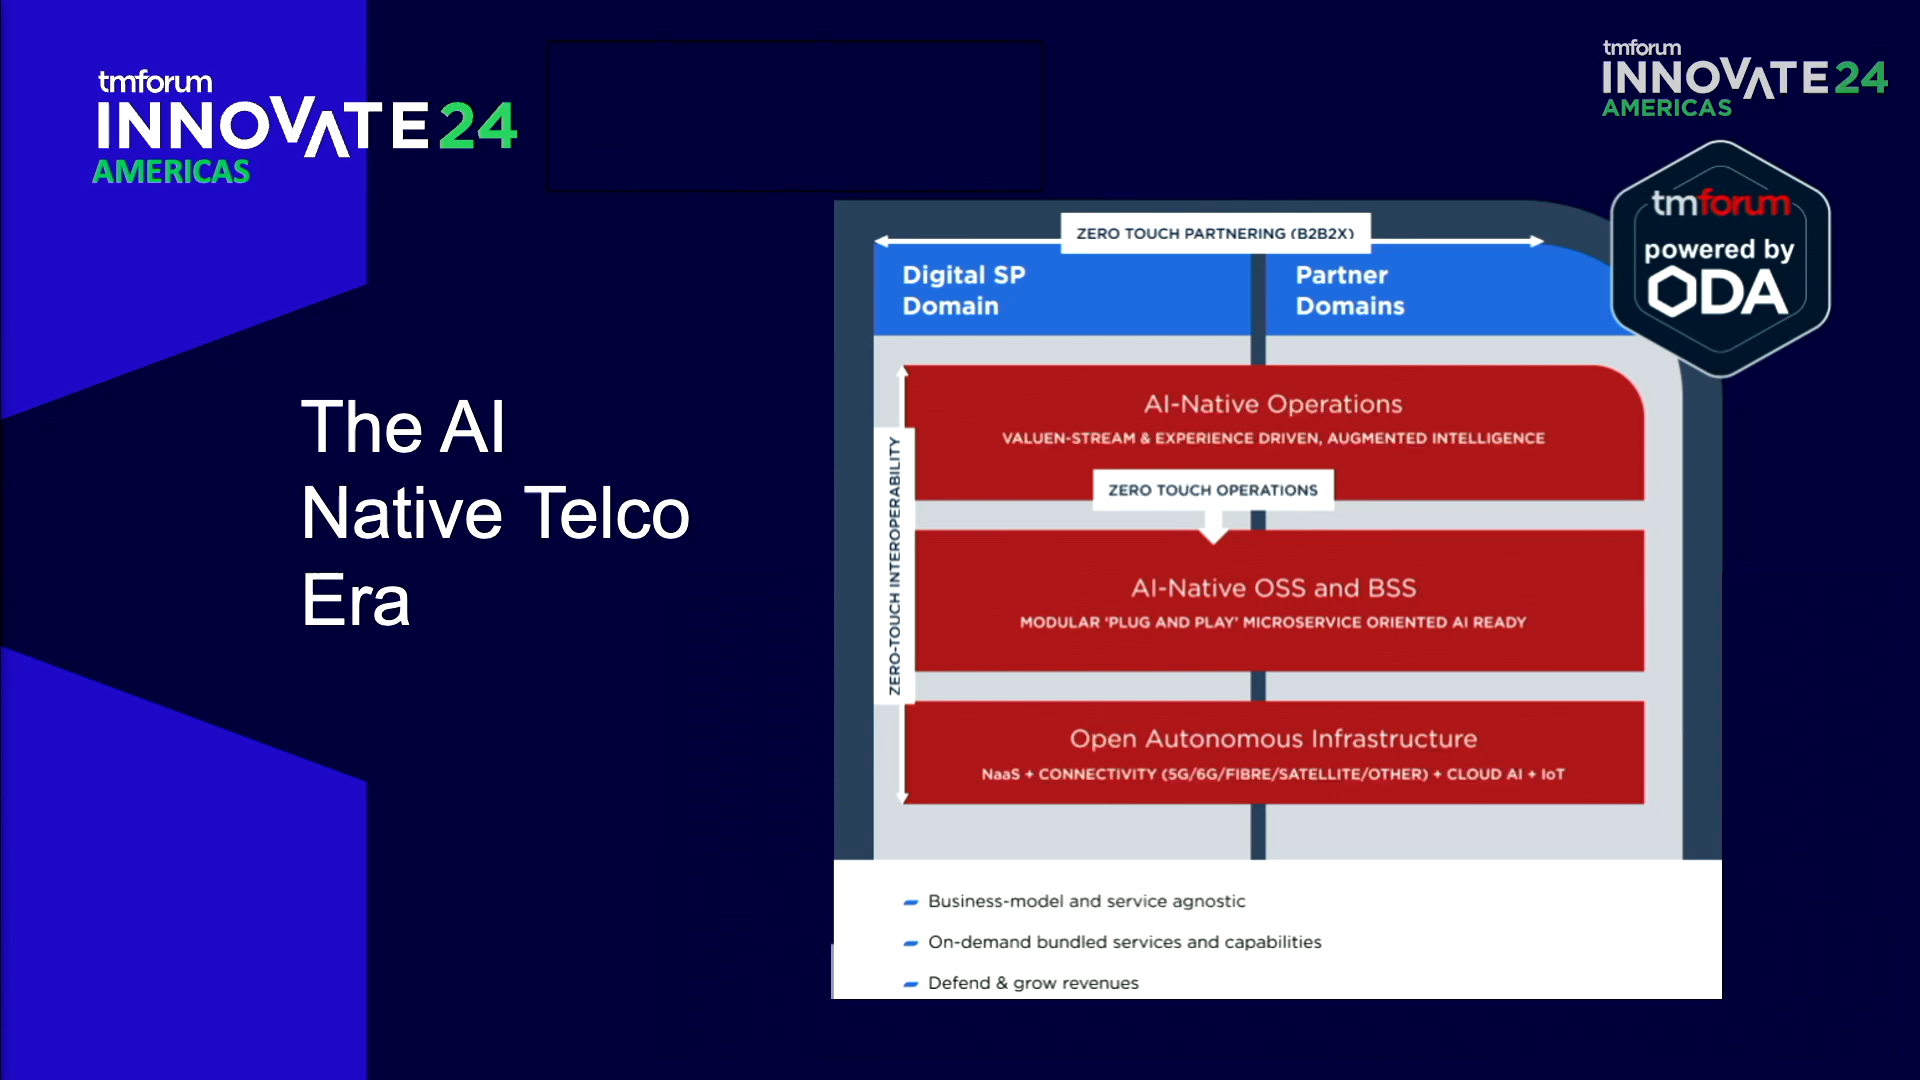 tmforum
INNOVATE24
AMERICAS
tmforum
INNOVATE24
AMERICAS
tmforum
powered by
ODA
The AI
Native Telco
Era
ZERO TOUCH PARTNERING (B2B2X)
Digital SP
Domain
Partner
Domains
ZERO-TOUCH INTEROPERABILITY
AI-Native Operations
VALUEN-STREAM & EXPERIENCE DRIVEN, AUGMENTED INTELLIGENCE
ZERO TOUCH OPERATIONS
AI-Native OSS and BSS
MODULAR 'PLUG AND PLAY' MICROSERVICE ORIENTED AI READY
Open Autonomous Infrastructure
NaaS + CONNECTIVITY (5G/6G/FIBRE/SATELLITE/OTHER) + CLOUD AI + IoT
Business-model and service agnostic
On-demand bundled services and capabilities
Defend & grow revenues